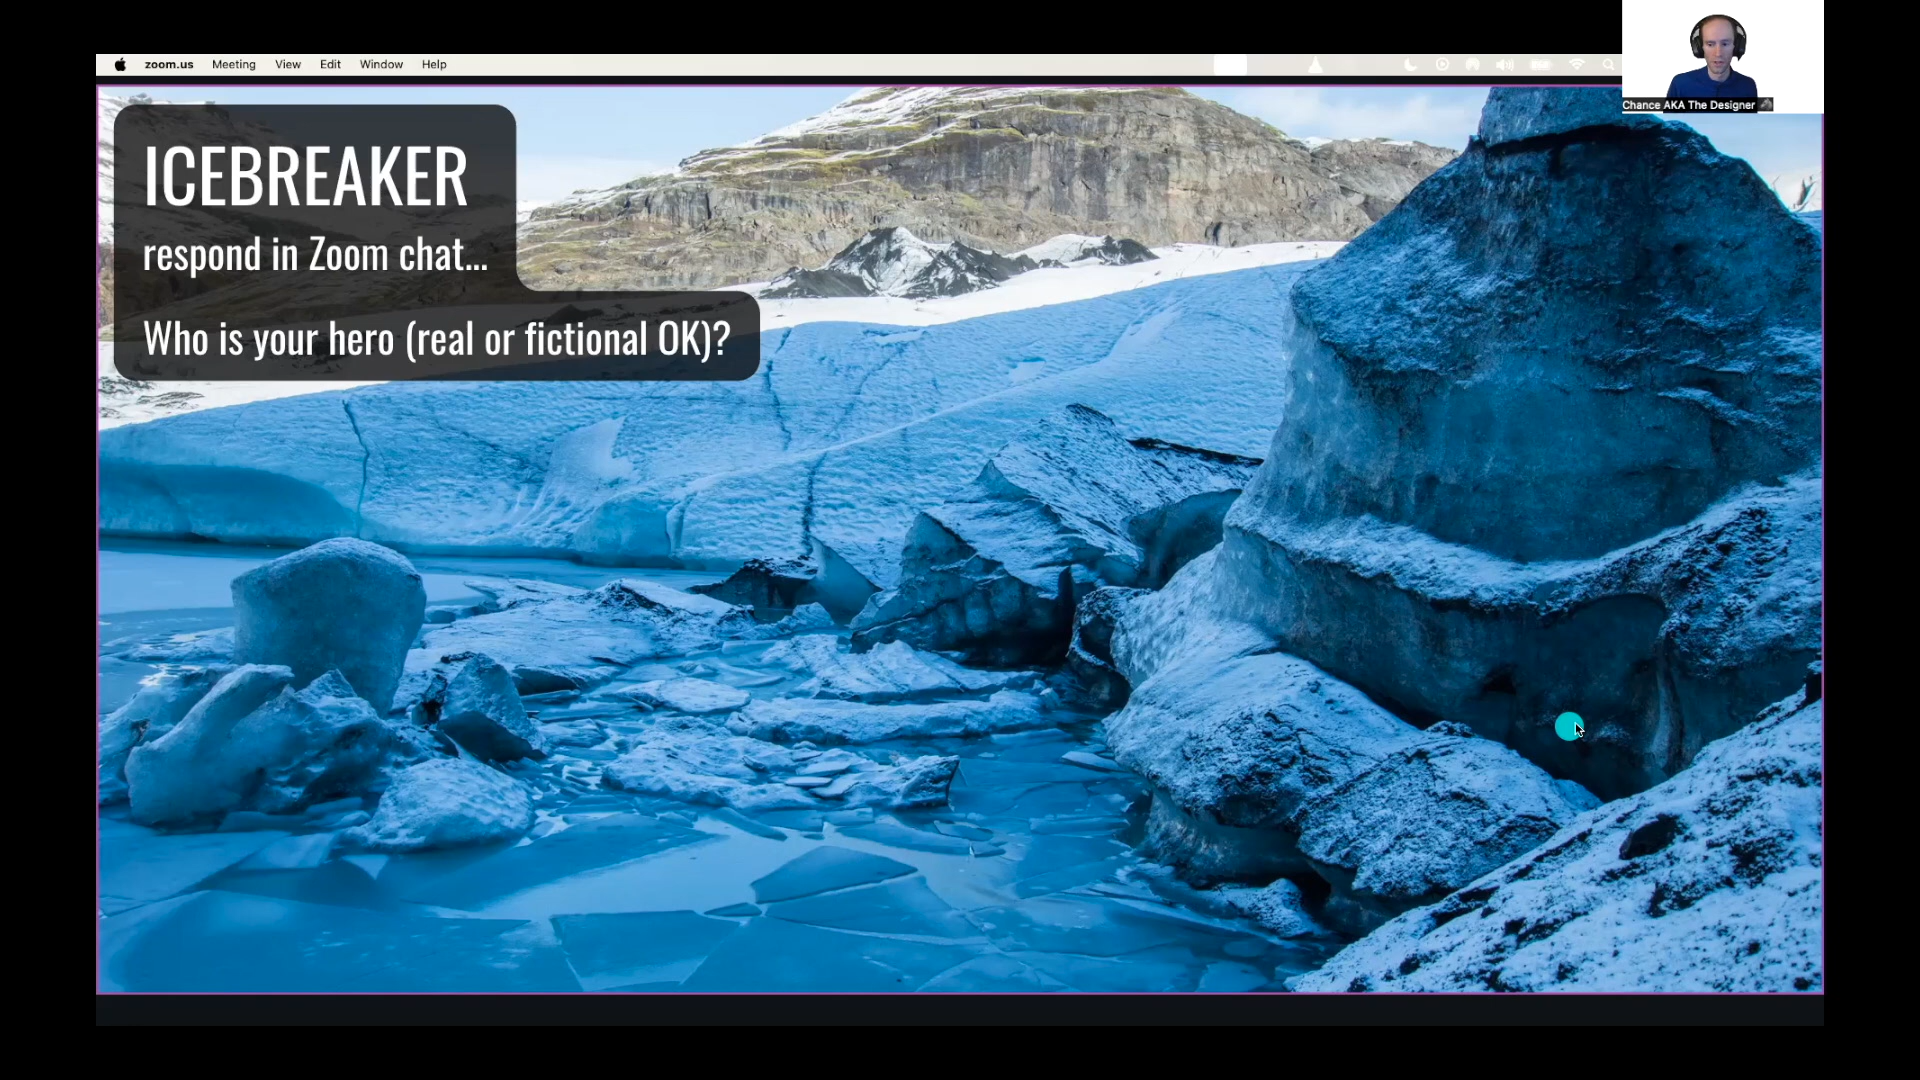 zoom.us Meeting View Edit Window Help
Chance AKA The Designer
ICEBREAKER
respond in Zoom chat...
Who is your hero (real or fictional OK)?